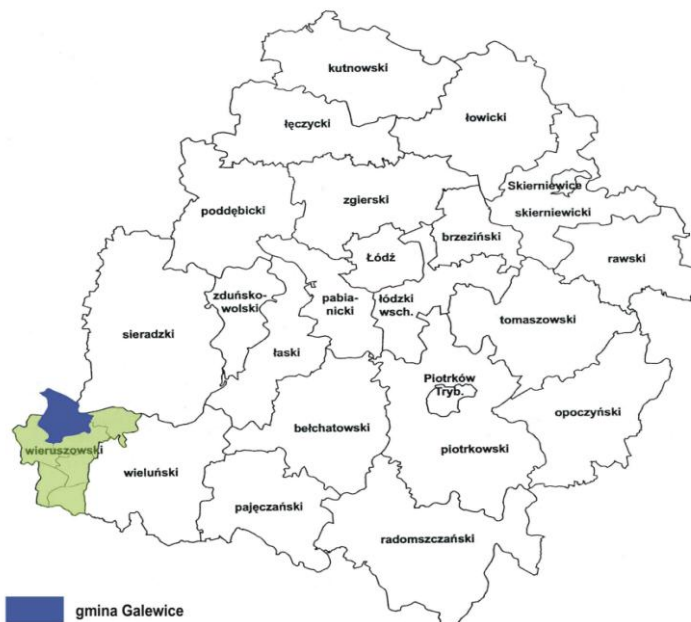 kutnowski
łęczycki
łowicki
Skierniewice
poddębicki
zgierski
skierniewicki
brzeziński
Łódź
rawski
zduńsko-
wolski
pabia-
nicki
łódzki
wsch.
tomaszowski
sieradzki
łaski
Piotrków
Tryb.
opoczyński
bełchatowski
wieruszowski
wieluński
piotrkowski
pajęczański
radomszczański
gmina Galewice